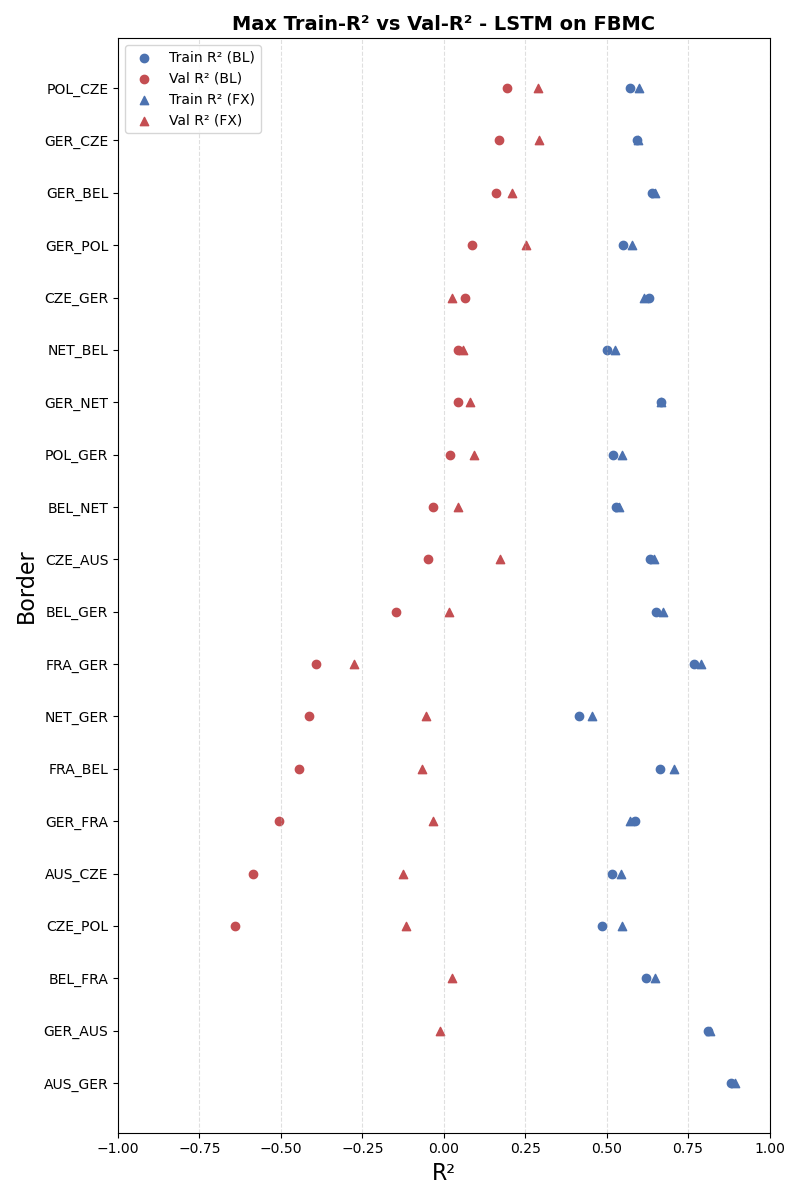 Max Train-R² vs Val-R² - LSTM on FBMC
Train R² (BL)
Val R² (BL)
Train R² (FX)
Val R² (FX)
POL_CZE
GER_CZE
GER_BEL
GER_POL
CZE_GER
NET_BEL
GER_NET
POL_GER
BEL_NET
CZE_AUS
BEL_GER
FRA_GER
NET_GER
FRA_BEL
GER_FRA
AUS_CZE
CZE_POL
BEL_FRA
GER_AUS
AUS_GER
Border
−1.00 −0.75 −0.50 −0.25 0.00 0.25 0.50 0.75 1.00
R²